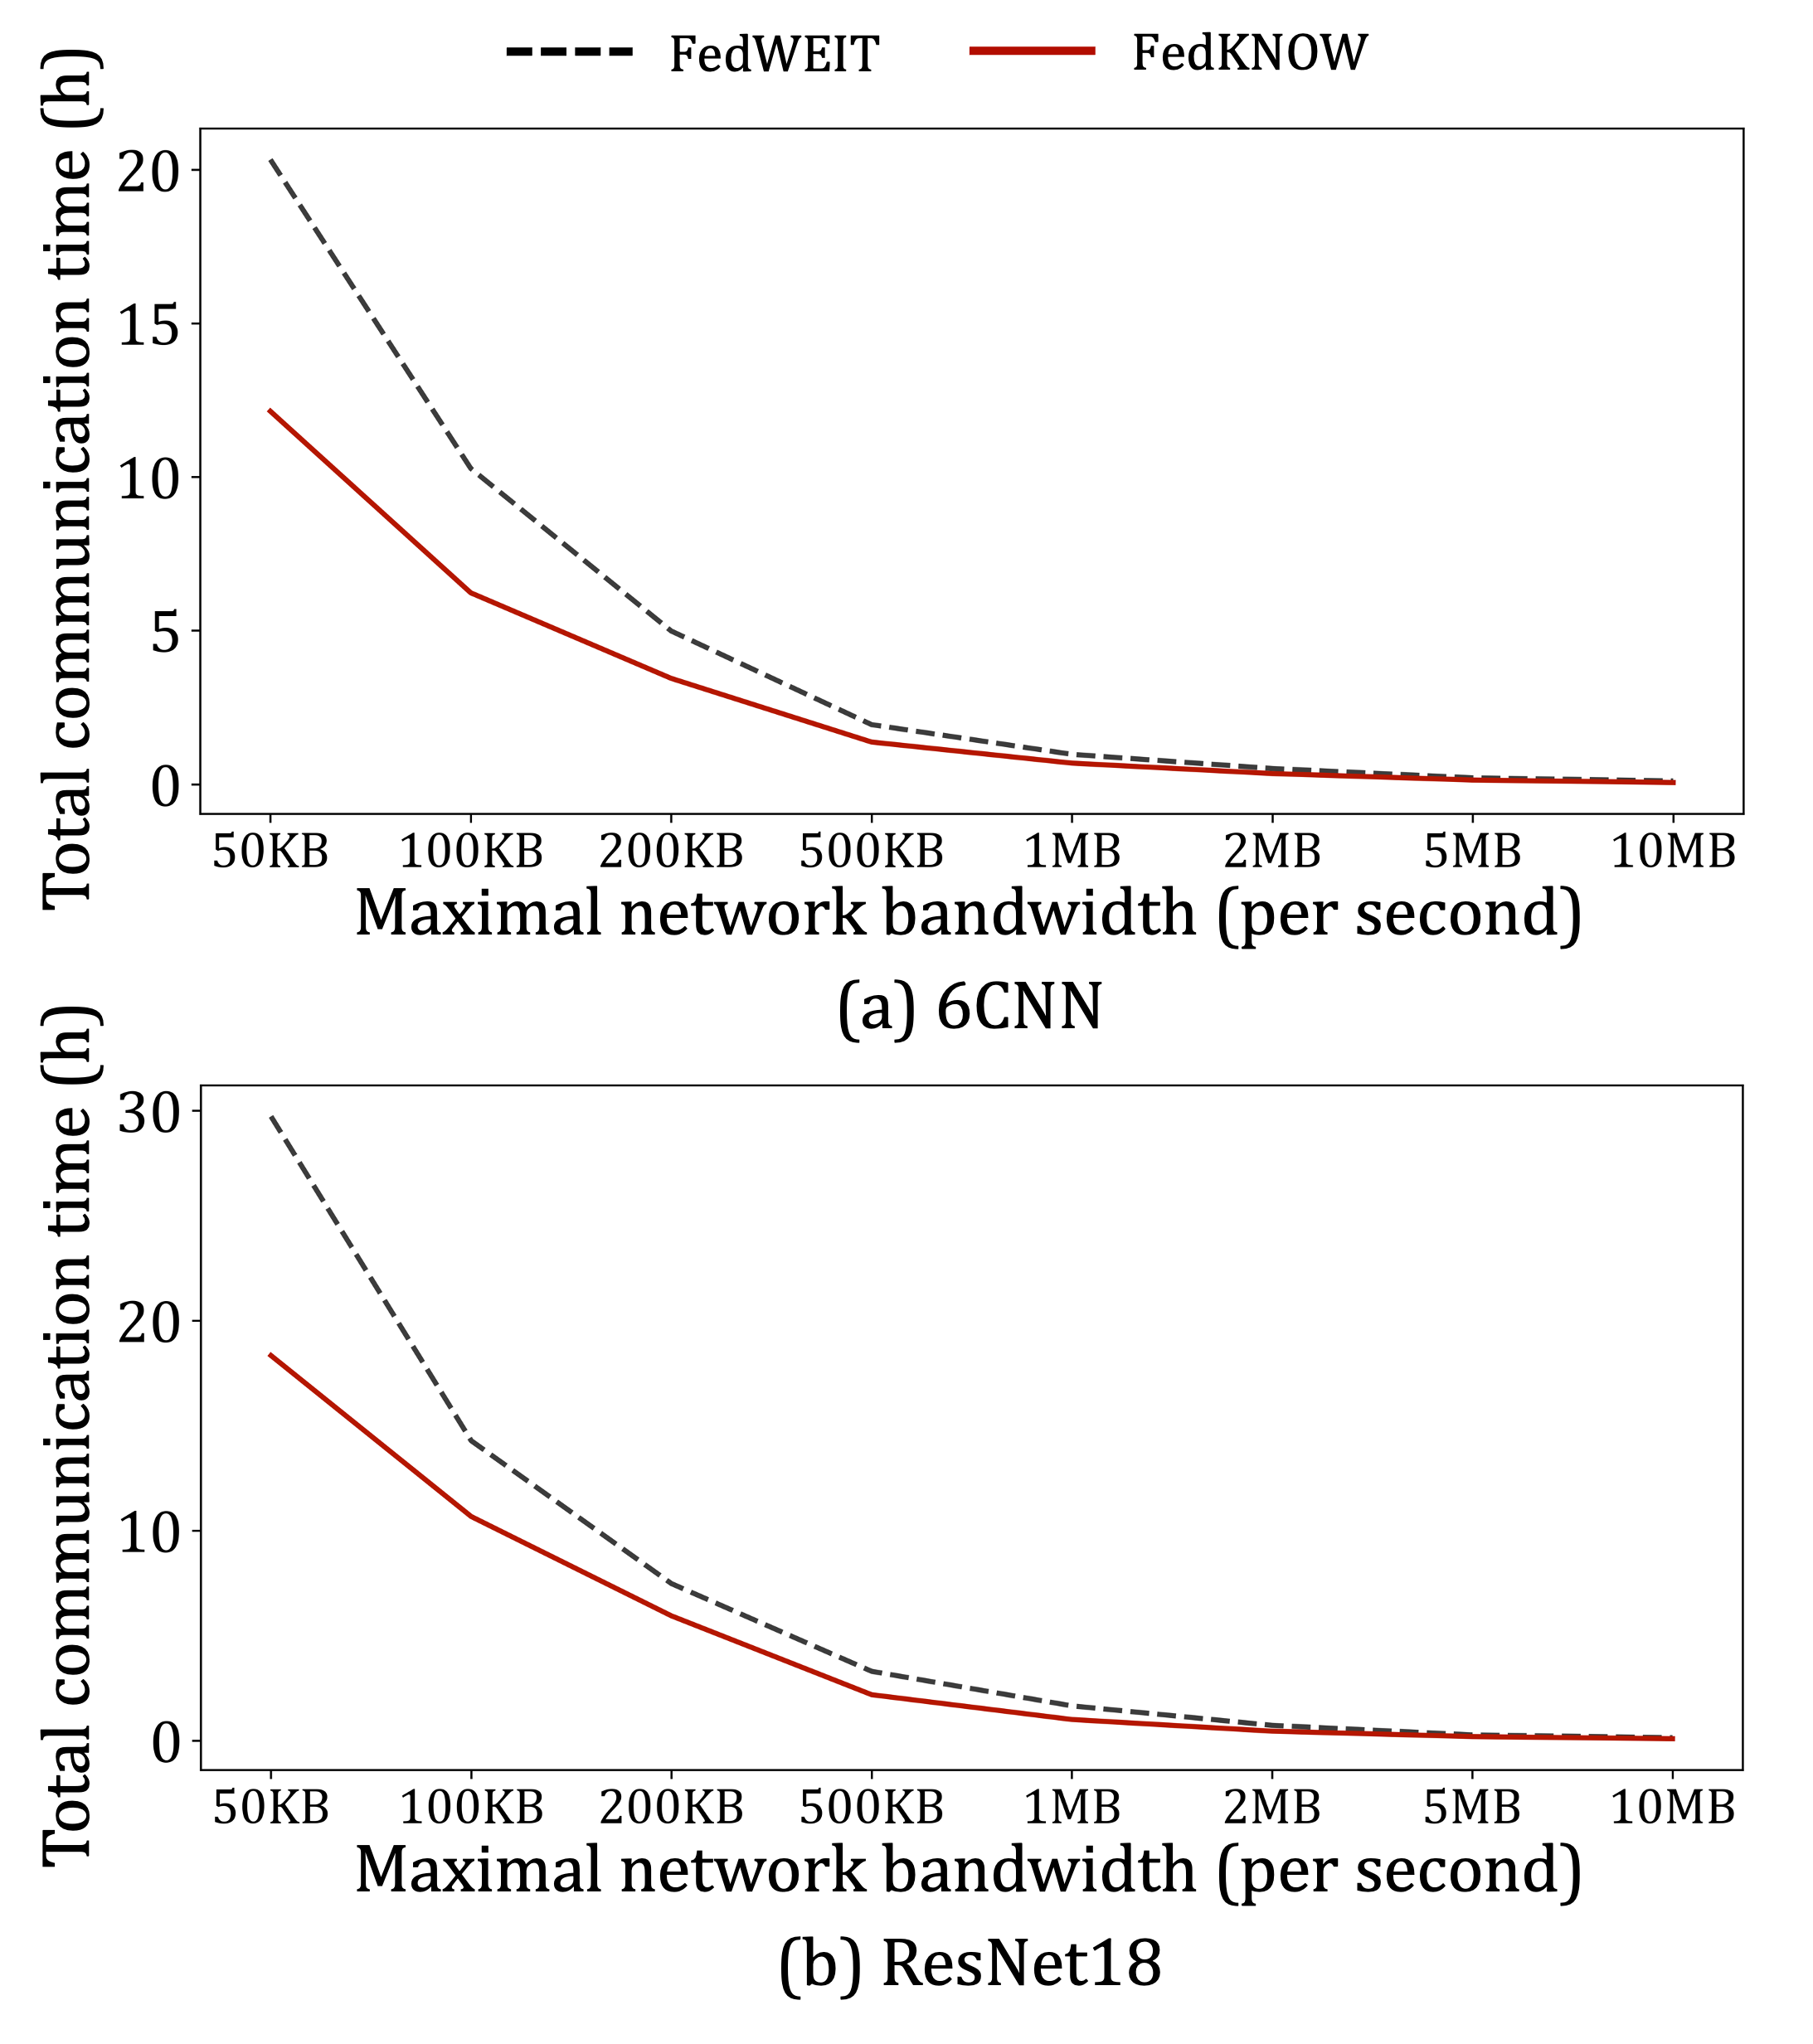 FedWEIT FedKNOW
Total communication time (h)
20
15
10
5
0
50KB 100KB 200KB 500KB 1MB 2MB 5MB 10MB
Maximal network bandwidth (per second)
(a) 6CNN
Total communication time (h)
30
20
10
0
50KB 100KB 200KB 500KB 1MB 2MB 5MB 10MB
Maximal network bandwidth (per second)
(b) ResNet18